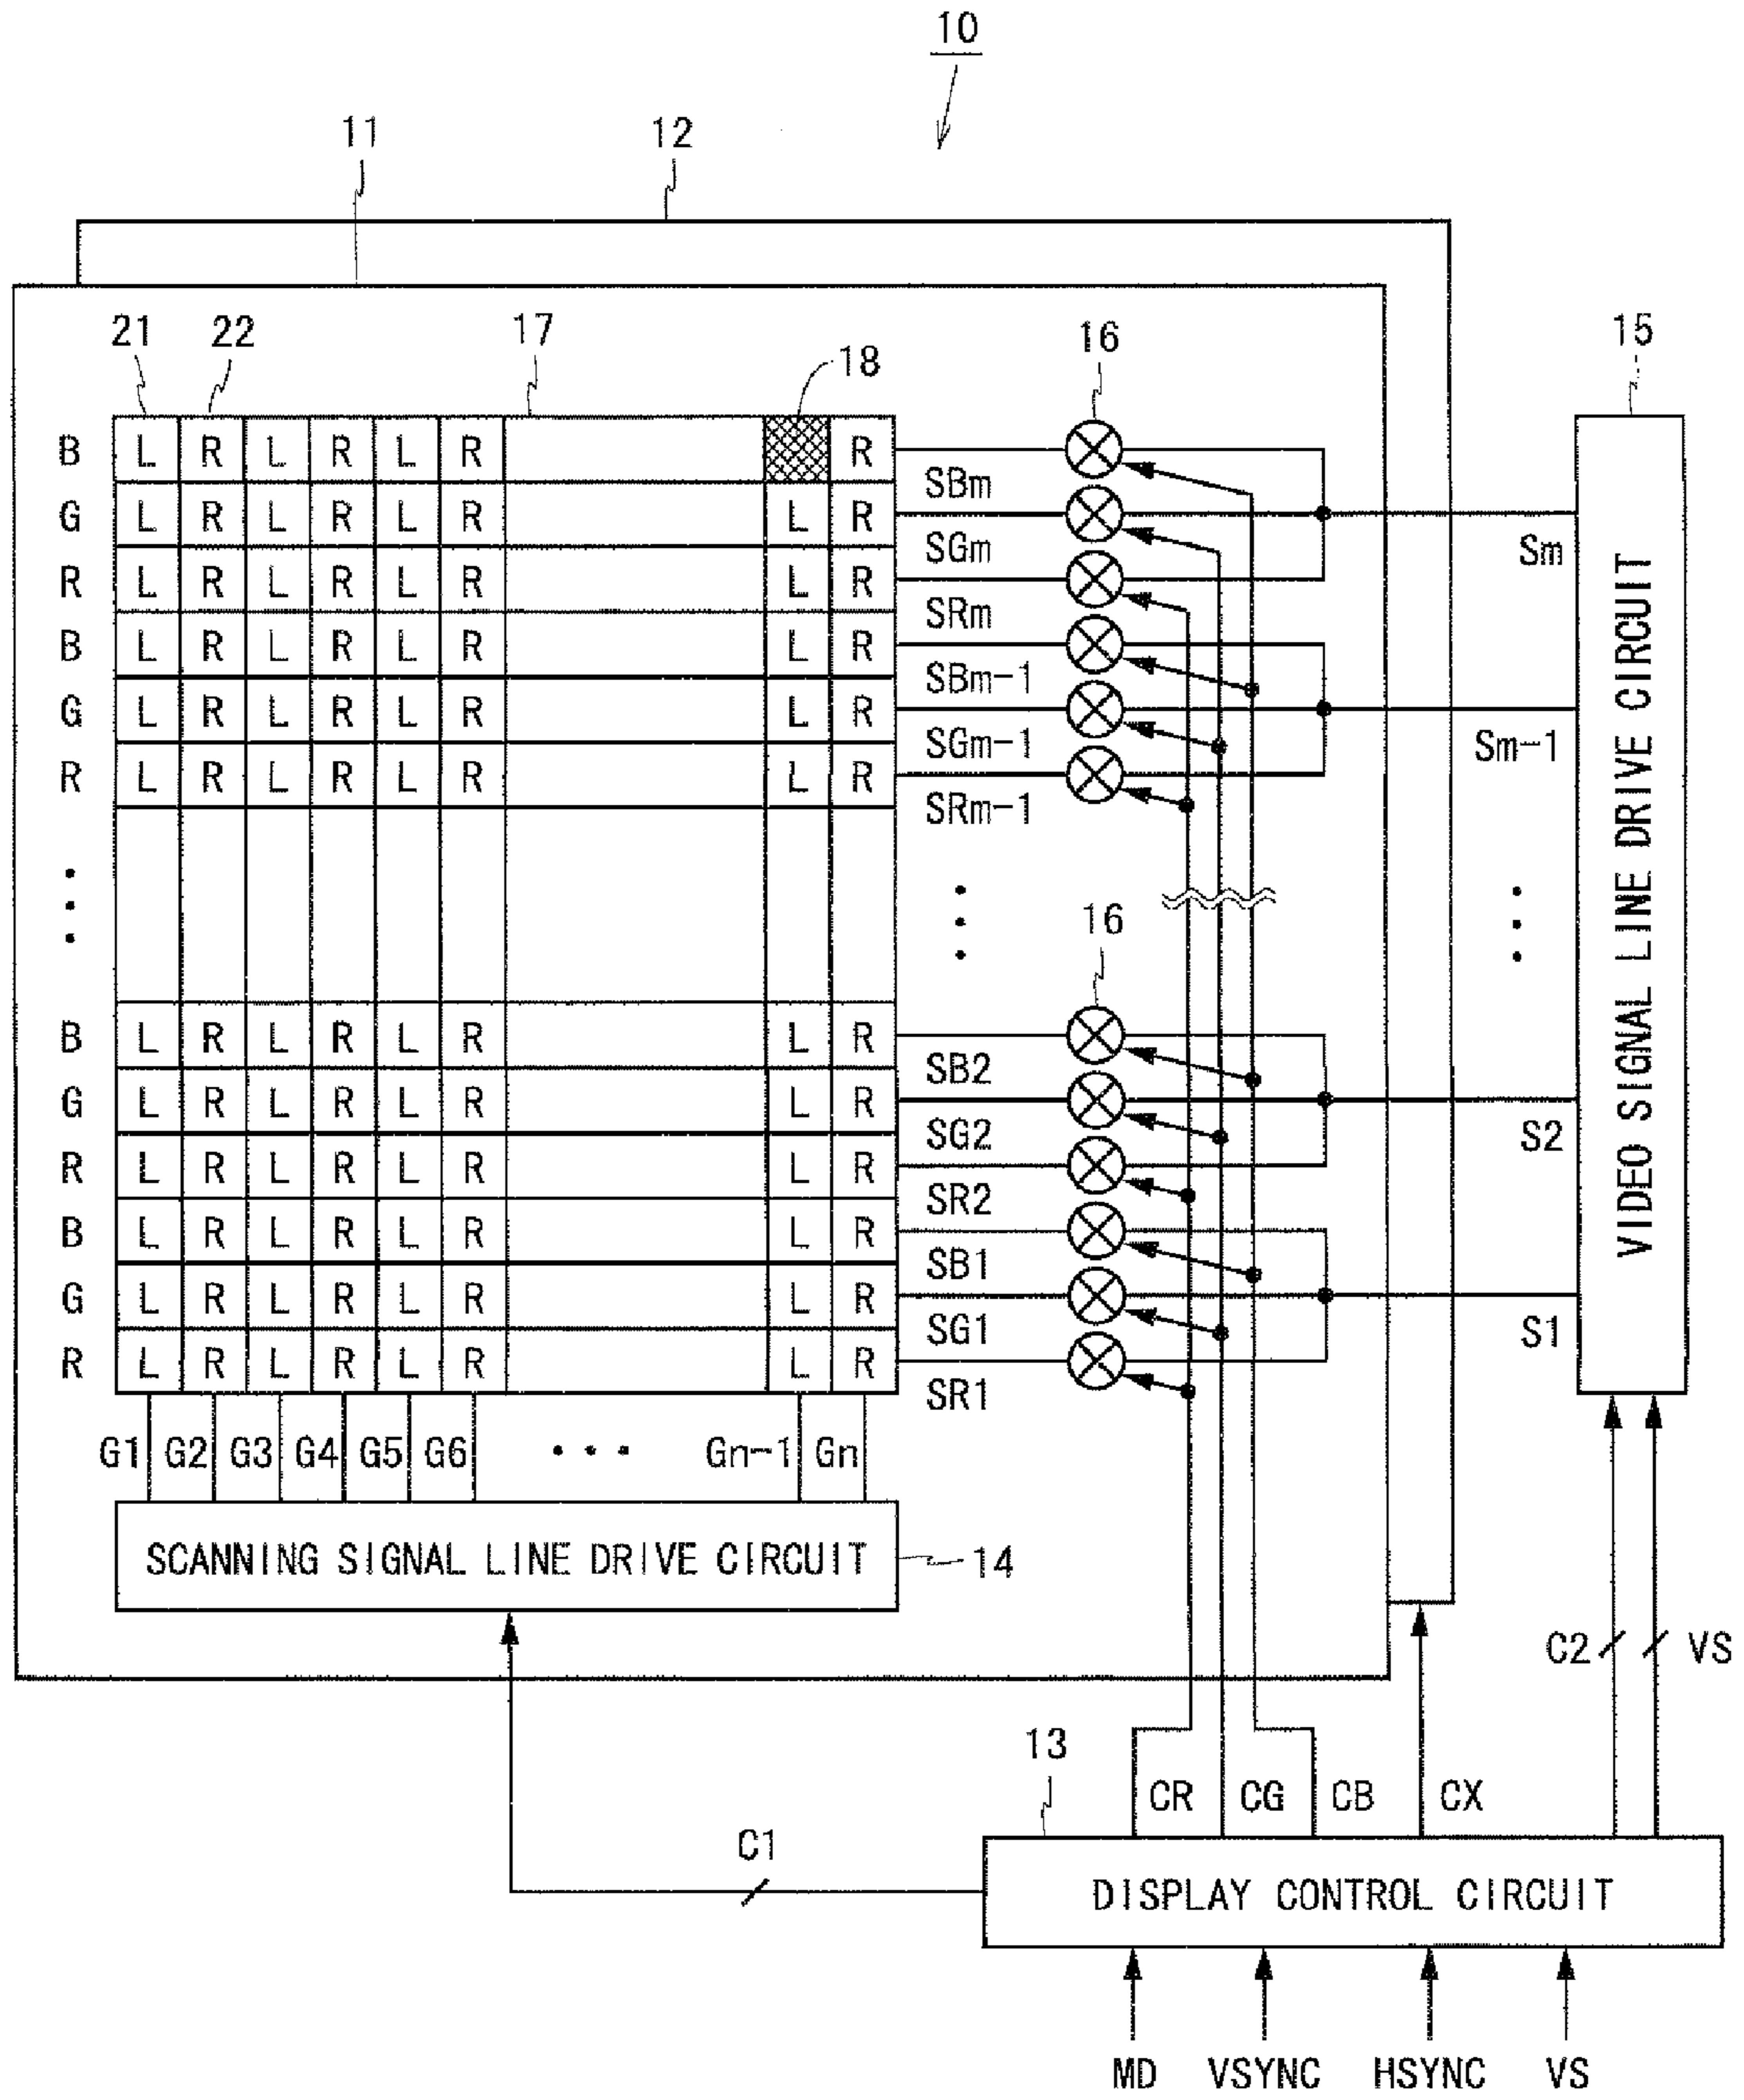 10
11 12
21 22 17 18 16 15
B L R L R L R R
SBm
G L R L R L R L R
SGm Sm
R L R L R L R L R
SRm
B L R L R L R L R
SBm-1
G L R L R L R L R
SGm-1 Sm-1
R L R L R L R L R
SRm-1
VIDEO SIGNAL LINE DRIVE CIRCUIT
16
B L R L R L R L R
SB2
G L R L R L R L R
SG2 S2
R L R L R L R L R
SR2
B L R L R L R L R
SB1
G L R L R L R L R
SG1 S1
R L R L R L R L R
SR1
G1 G2 G3 G4 G5 G6 ... Gn-1 Gn
SCANNING SIGNAL LINE DRIVE CIRCUIT 14
C2 VS
13
CR CG CB CX
C1
DISPLAY CONTROL CIRCUIT
MD VSYNC HSYNC VS